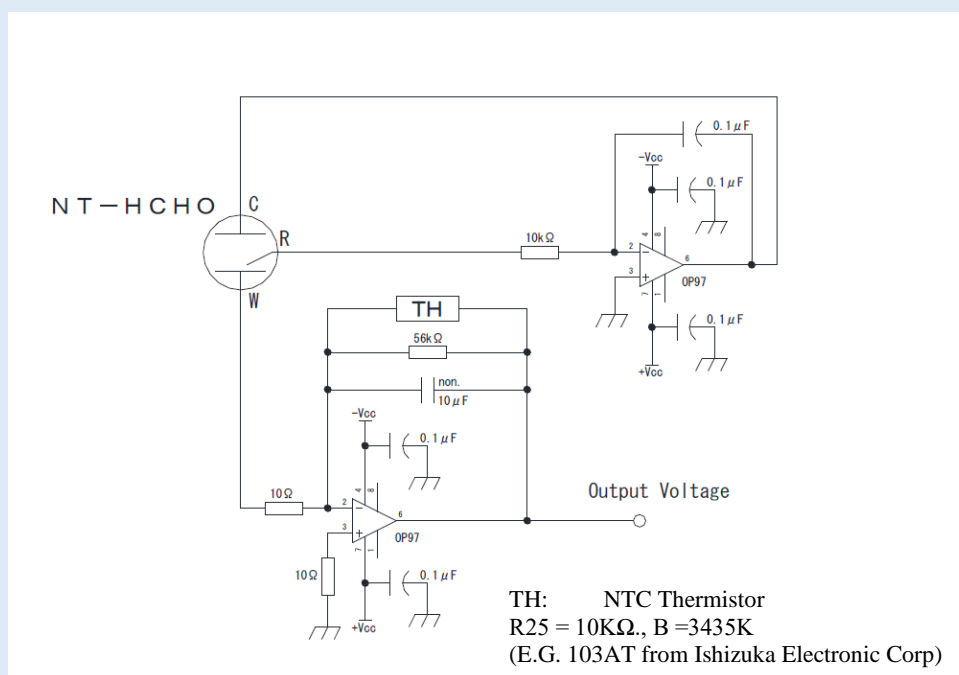 0.1μF
-Vcc
0.1μF
NT-HCHO
C
R
10kΩ
4
8
2
-
6
3
+
OP97
7
1
W
0.1μF
+Vcc
TH
56kΩ
non.
10μF
-Vcc
0.1μF
10Ω
4
8
2
-
6
3
+
OP97
7
1
Output Voltage
10Ω
0.1μF
+Vcc
TH: NTC Thermistor
R25 = 10KΩ., B =3435K
(E.G. 103AT from Ishizuka Electronic Corp)